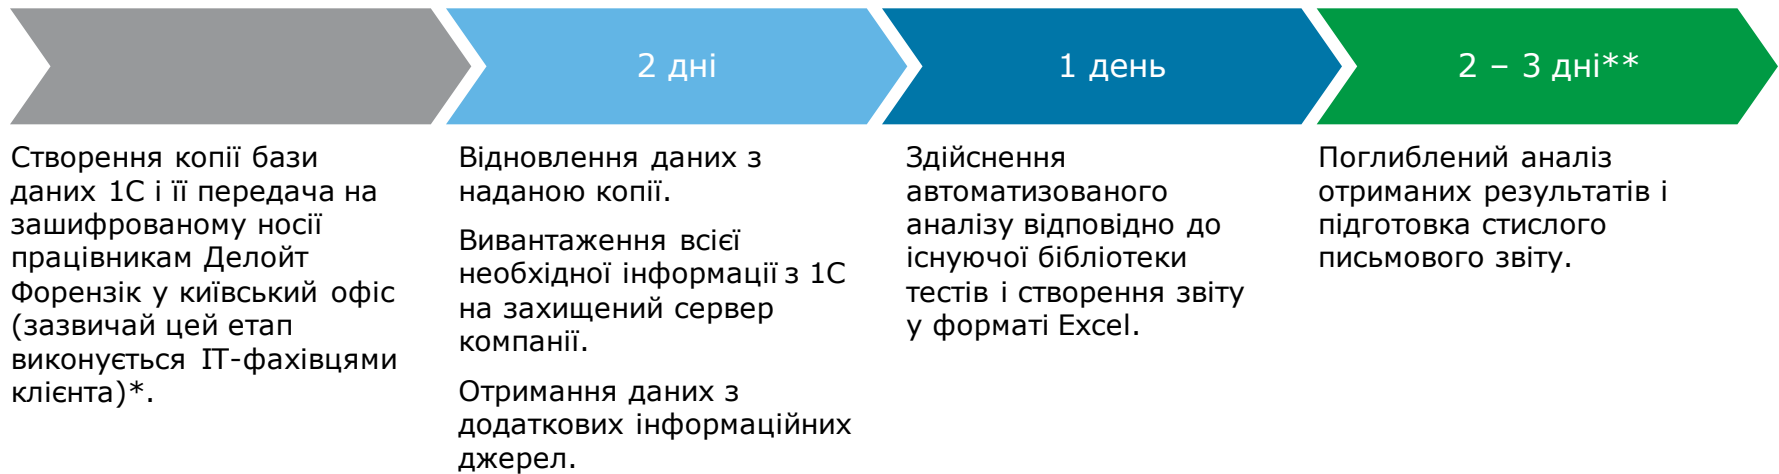 2 дні
1 день
2 – 3 дні**
Створення копії бази
даних 1С і її передача на
зашифрованому носії
працівникам Делойт
Форензік у київський офіс
(зазвичай цей етап
виконується ІТ-фахівцями
клієнта)*.
Відновлення даних з
наданою копії.
Вивантаження всієї
необхідної інформації з 1С
на захищений сервер
компанії.
Отримання даних з
додаткових інформаційних
джерел.
Здійснення
автоматизованого
аналізу відповідно до
існуючої бібліотеки
тестів і створення звіту
у форматі Excel.
Поглиблений аналіз
отриманих результатів і
підготовка стислого
письмового звіту.